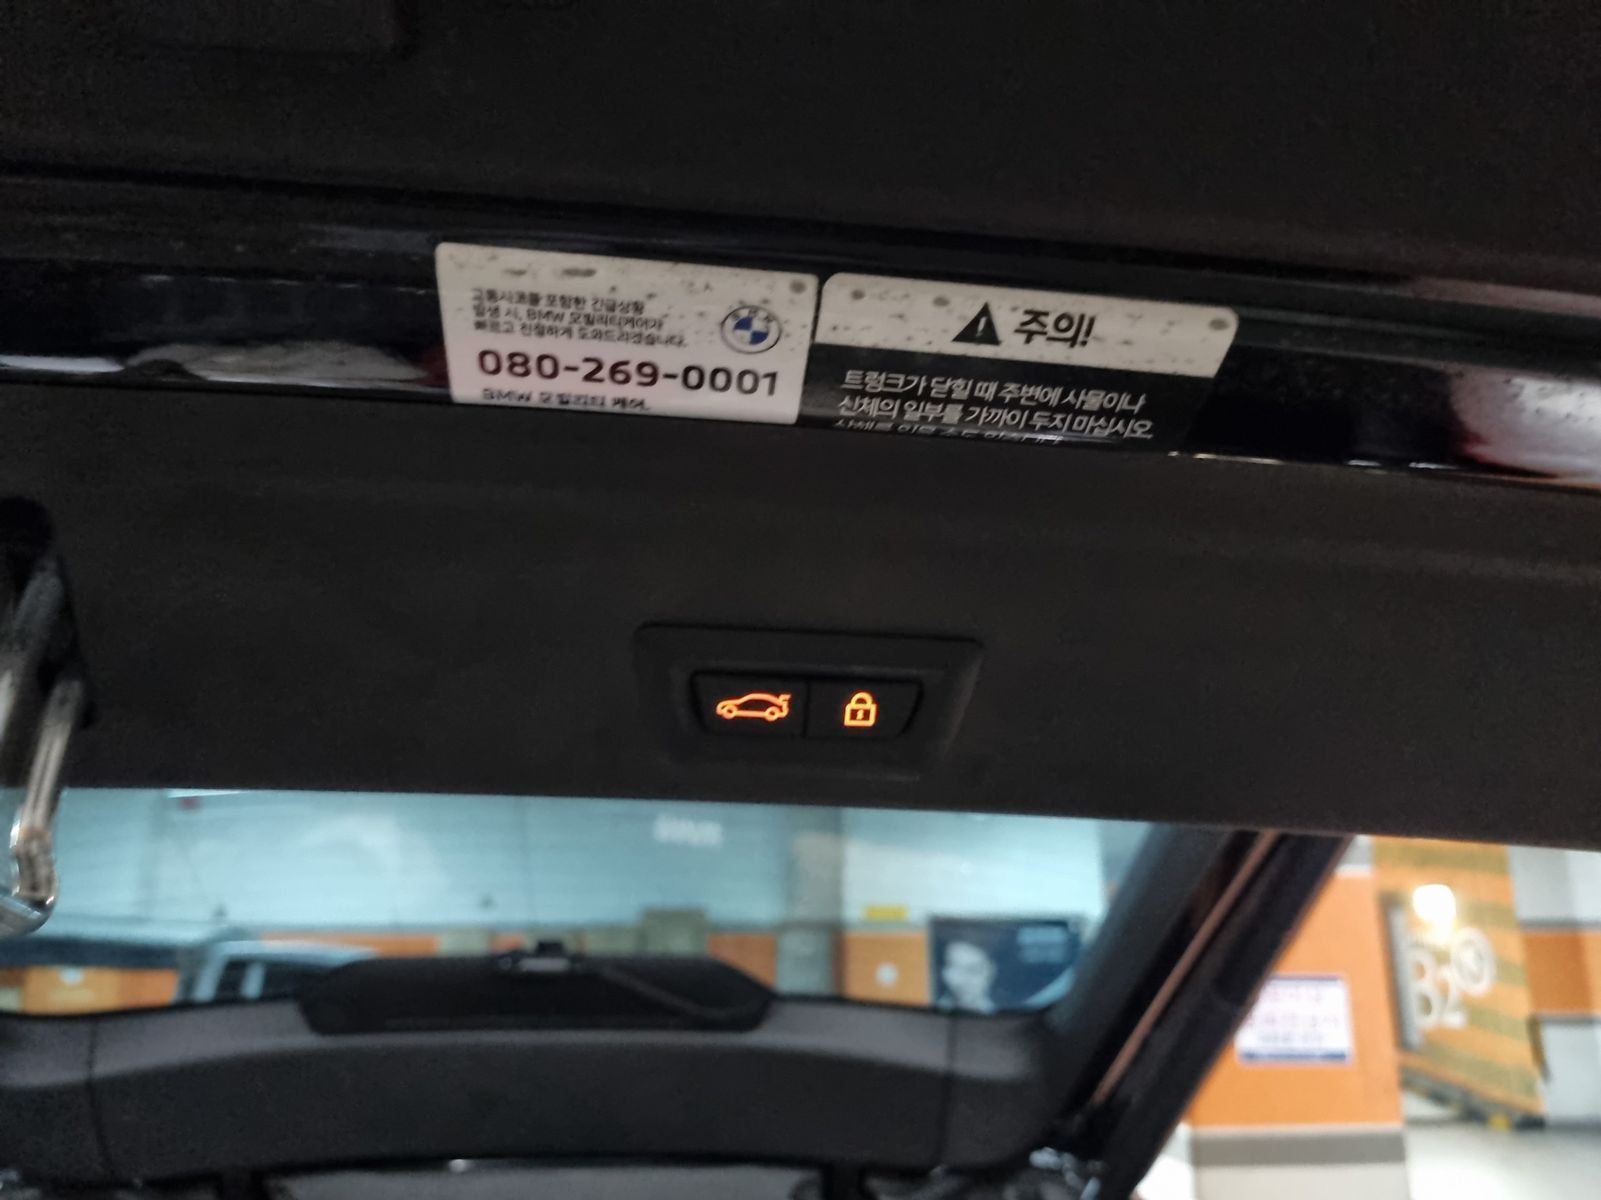 교통사고를 포함한 긴급상황
발생 시, BMW 모빌리티케어가
빠르고 친절하게 도와드리겠습니다.
080-269-0001
BMW 모빌리티 케어.
BMW
주의!
트렁크가 닫힐 때 주변에 사물이나
신체의 일부를 가까이 두지 마십시오
B2